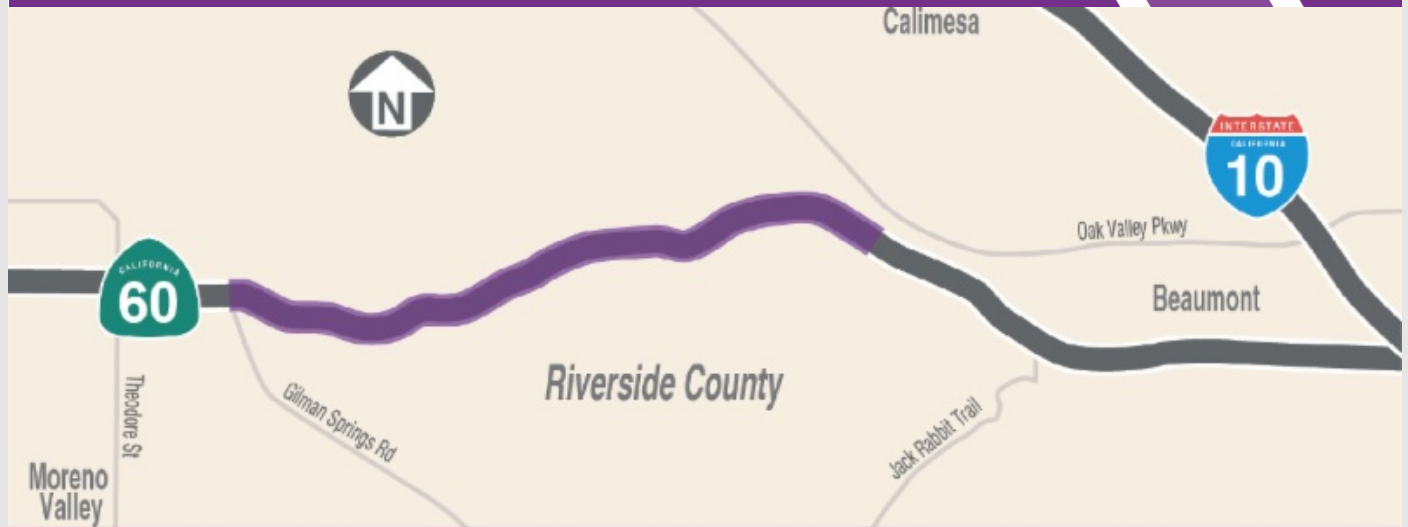 Calimesa
N
INTERSTATE
CALIFORNIA
10
Oak Valley Pkwy
CALIFORNIA
60
Beaumont
Riverside County
Theodore St
Gilman Springs Rd
Jack Rabbit Trail
Moreno
Valley